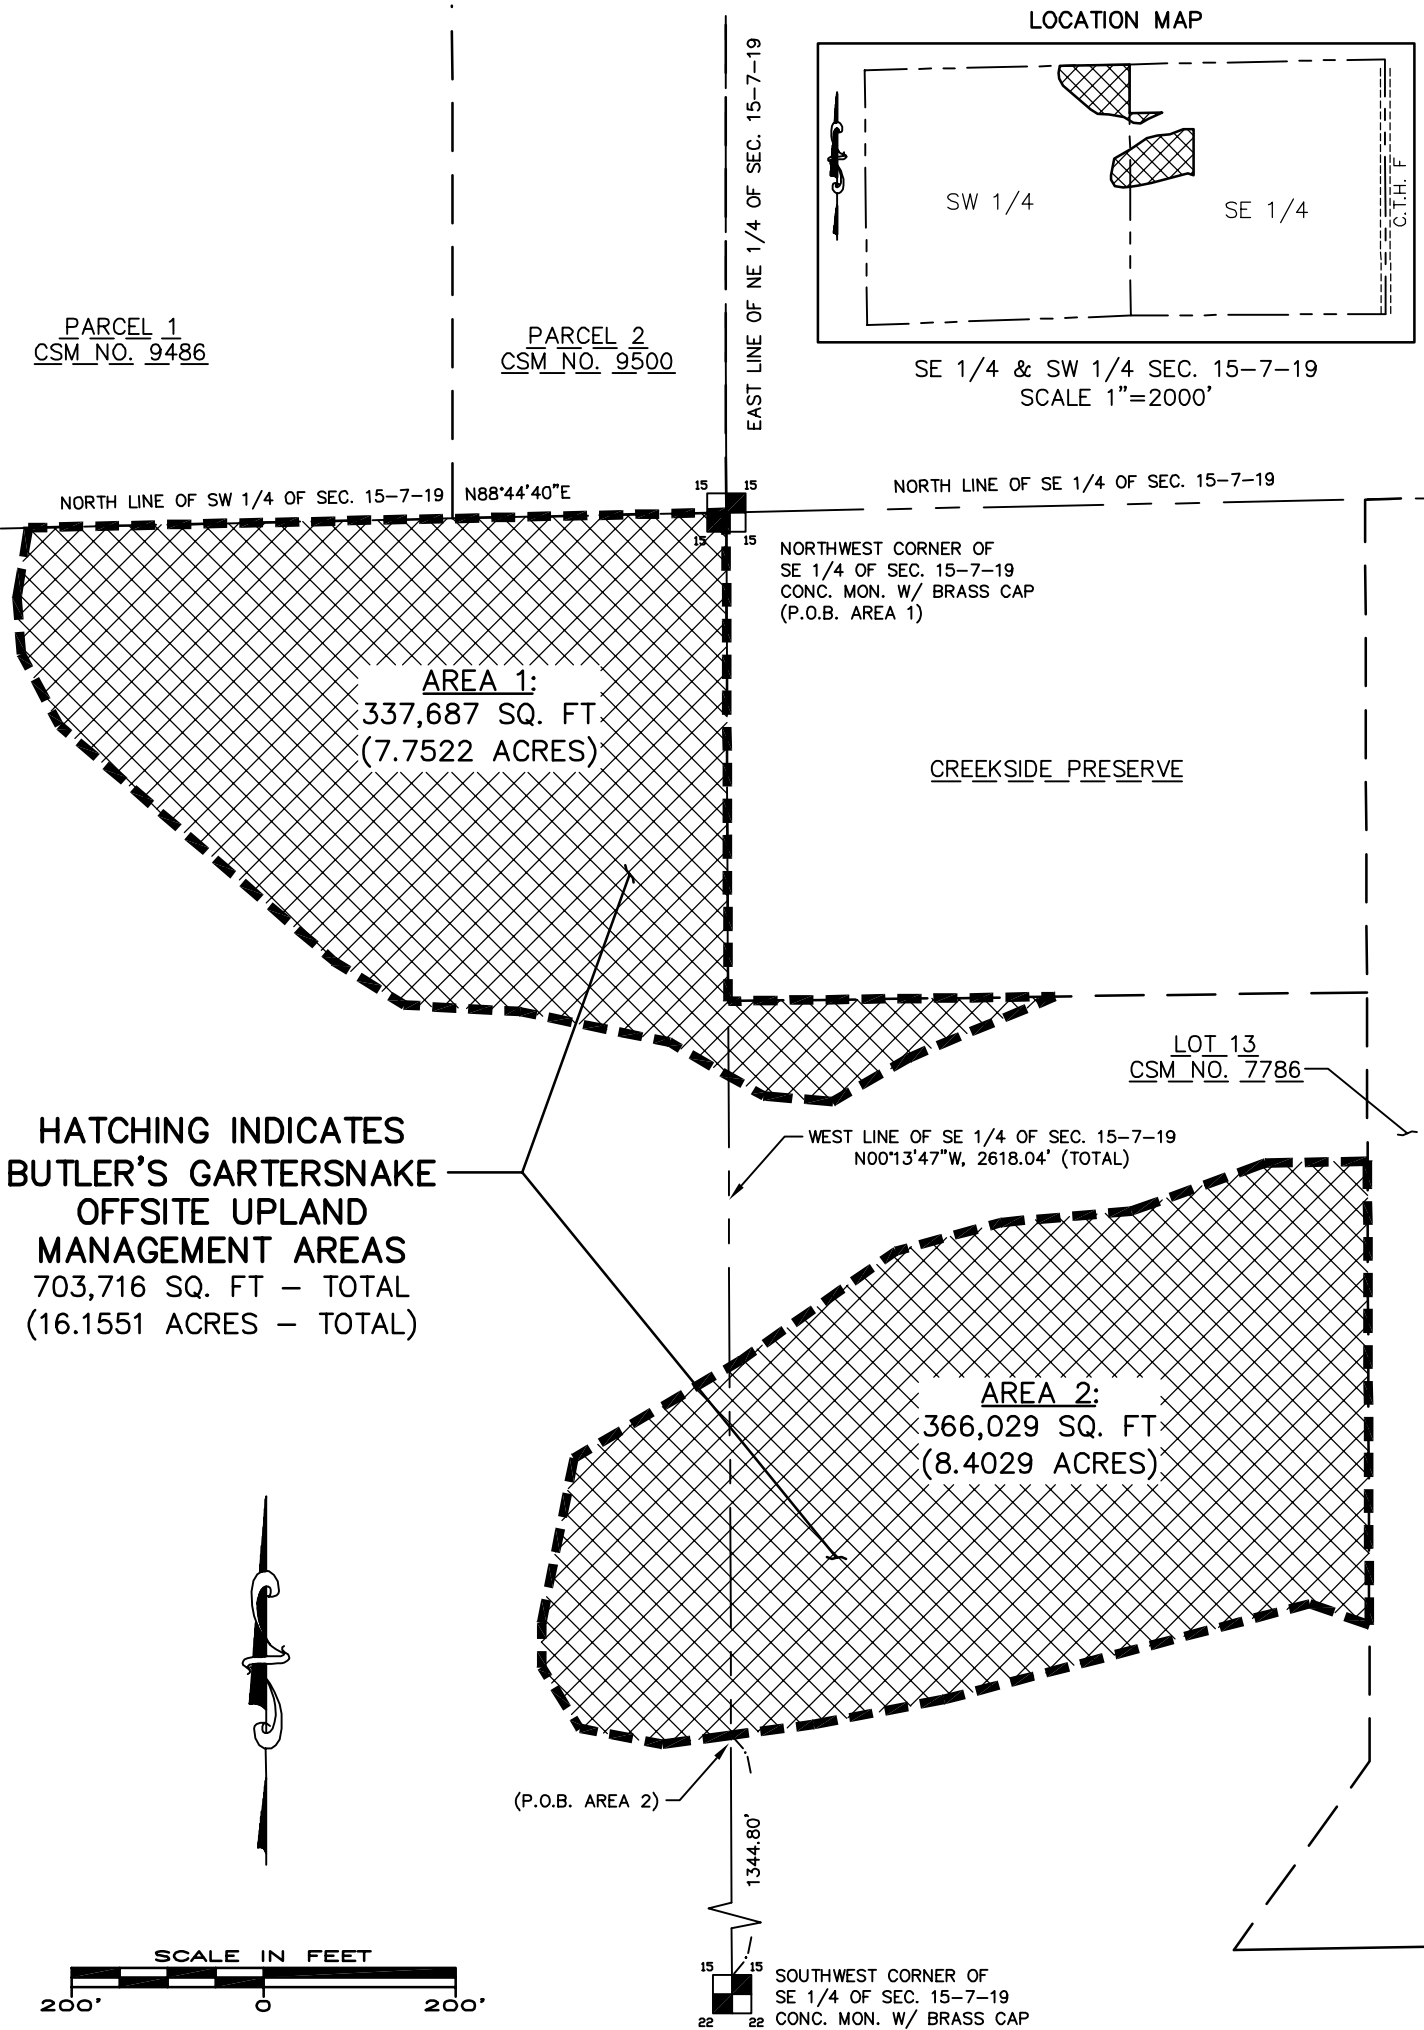 LOCATION MAP
SW 1/4
SE 1/4
C.T.H. F
SE 1/4 & SW 1/4 SEC. 15-7-19
SCALE 1"=2000'
EAST LINE OF NE 1/4 OF SEC. 15-7-19
PARCEL 1
CSM NO. 9486
PARCEL 2
CSM NO. 9500
NORTH LINE OF SW 1/4 OF SEC. 15-7-19
N88°44'40"E
15 15
15 15
NORTH LINE OF SE 1/4 OF SEC. 15-7-19
NORTHWEST CORNER OF
SE 1/4 OF SEC. 15-7-19
CONC. MON. W/ BRASS CAP
(P.O.B. AREA 1)
AREA 1:
337,687 SQ. FT
(7.7522 ACRES)
CREEKSIDE PRESERVE
LOT 13
CSM NO. 7786
HATCHING INDICATES
BUTLER'S GARTERSNAKE
OFFSITE UPLAND
MANAGEMENT AREAS
703,716 SQ. FT – TOTAL
(16.1551 ACRES – TOTAL)
WEST LINE OF SE 1/4 OF SEC. 15-7-19
N00°13'47"W, 2618.04' (TOTAL)
AREA 2:
366,029 SQ. FT
(8.4029 ACRES)
(P.O.B. AREA 2)
1344.80'
SCALE IN FEET
200' 0 200'
15 15
22 22
SOUTHWEST CORNER OF
SE 1/4 OF SEC. 15-7-19
CONC. MON. W/ BRASS CAP